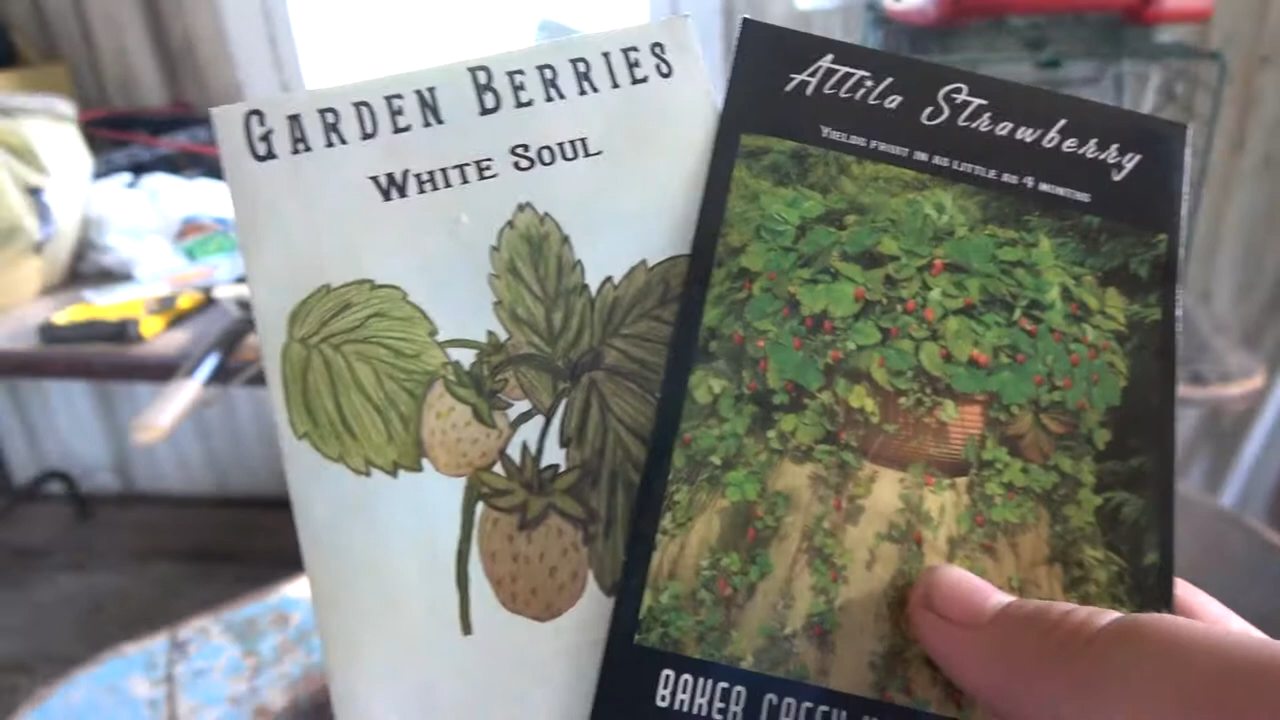 GARDEN BERRIES
WHITE SOUL
Attila Strawberry
YIELDS FRUIT IN AS LITTLE AS 4 MONTHS
BAKER CREEK